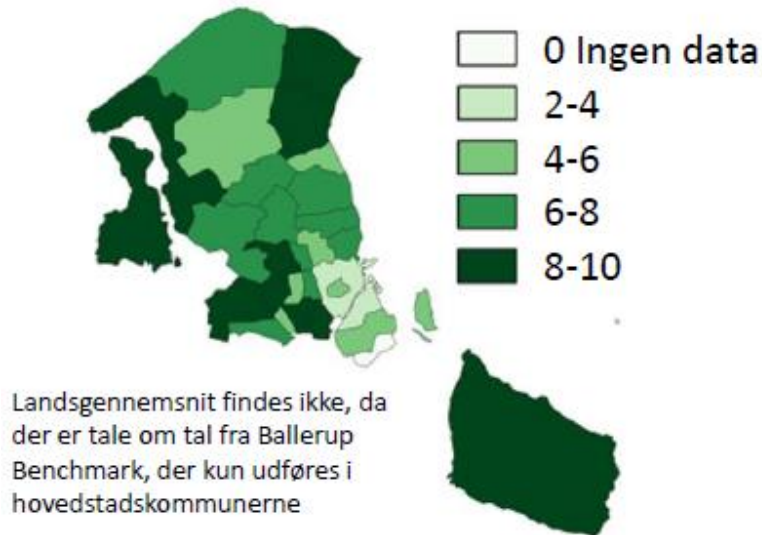 0 Ingen data
2-4
4-6
6-8
8-10
Landsgennemsnit findes ikke, da
der er tale om tal fra Ballerup
Benchmark, der kun udføres i
hovedstadskommunerne